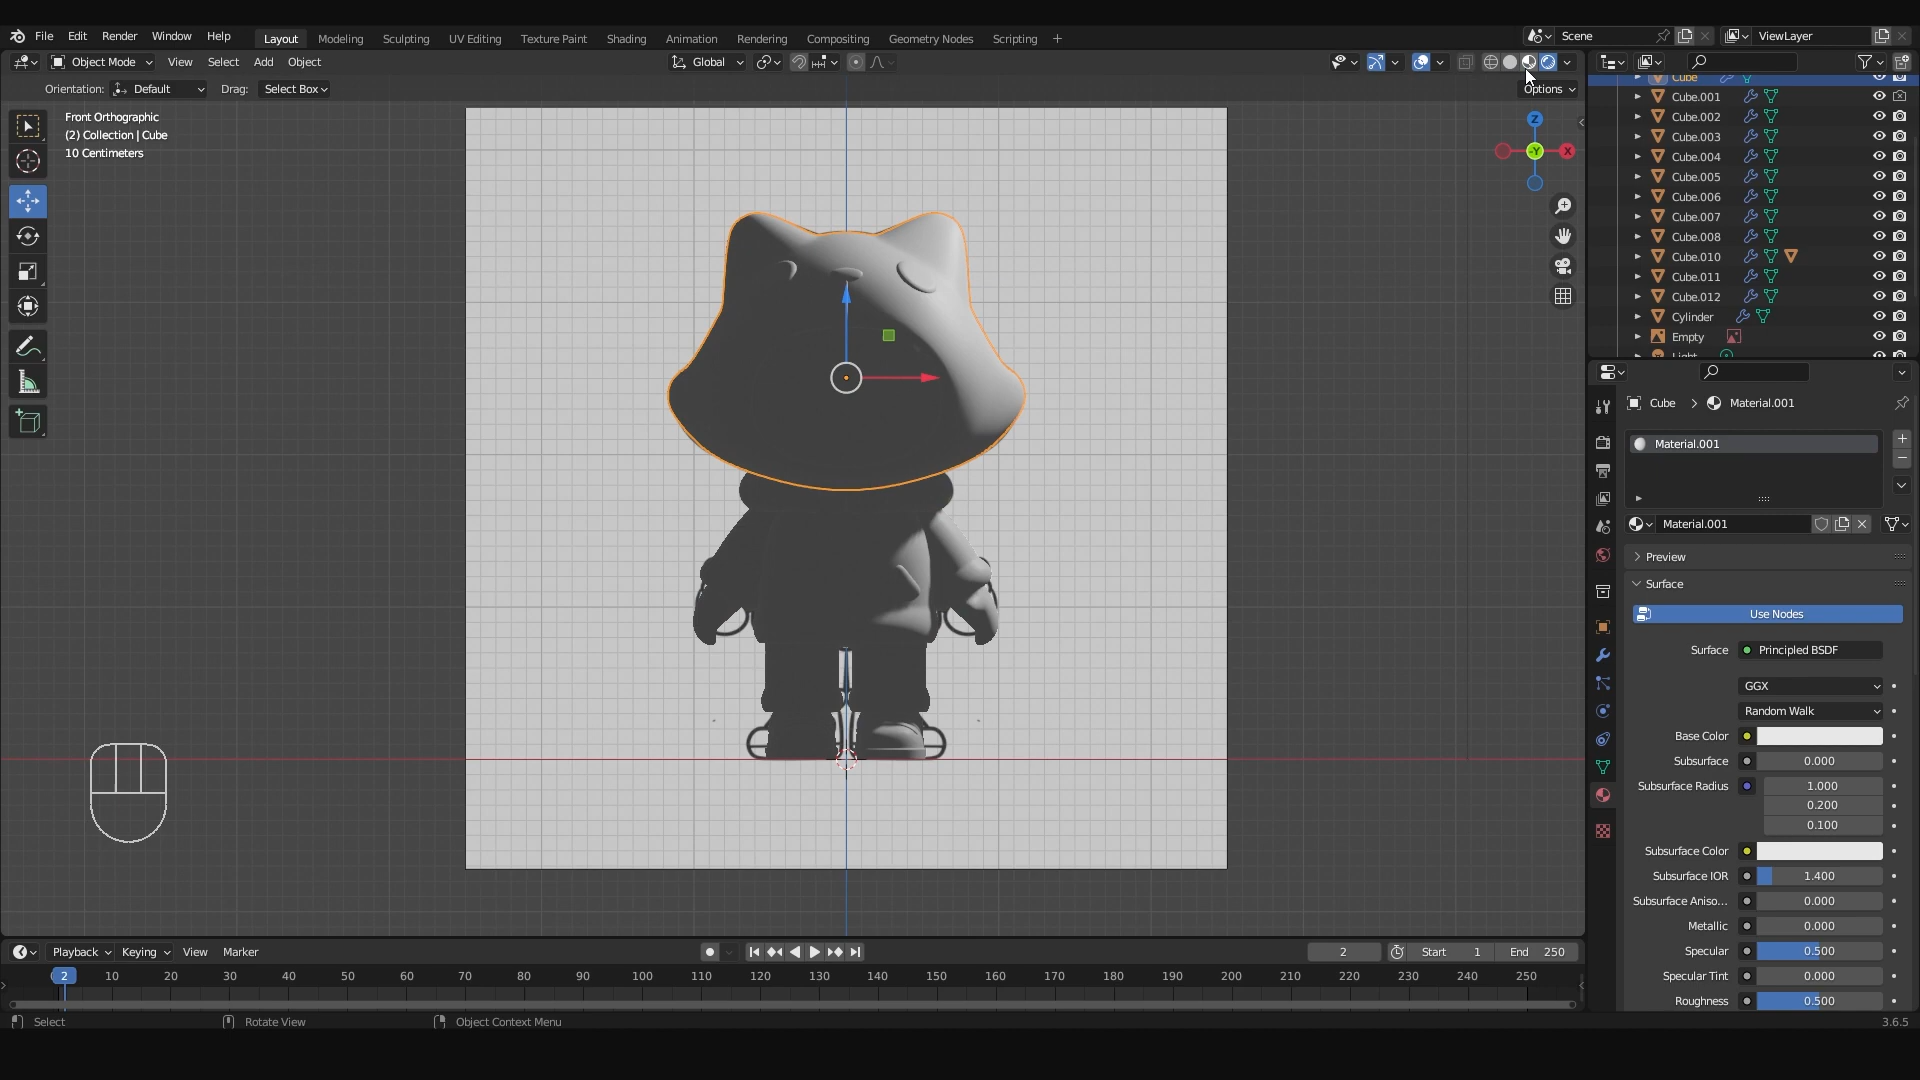 File Edit Render Window Help Layout Modeling Sculpting UV Editing Texture Paint Shading Animation Rendering Compositing Geometry Nodes Scripting + Scene ViewLayer
Object Mode View Select Add Object Global
Orientation: Default Drag: Select Box Options
Front Orthographic
(2) Collection | Cube
10 Centimeters
Z
-Y X
Cube
Cube.001
Cube.002
Cube.003
Cube.004
Cube.005
Cube.006
Cube.007
Cube.008
Cube.010
Cube.011
Cube.012
Cylinder
Empty
Light
Cube > Material.001
Material.001
Material.001
Preview
Surface
Use Nodes
Surface Principled BSDF
GGX
Random Walk
Base Color
Subsurface 0.000
Subsurface Radius 1.000
0.200
0.100
Subsurface Color
Subsurface IOR 1.400
Subsurface Aniso... 0.000
Metallic 0.000
Specular 0.500
Specular Tint 0.000
Roughness 0.500
Playback Keying View Marker 2 Start 1 End 250
2 10 20 30 40 50 60 70 80 90 100 110 120 130 140 150 160 170 180 190 200 210 220 230 240 250
Select Rotate View Object Context Menu 3.6.5